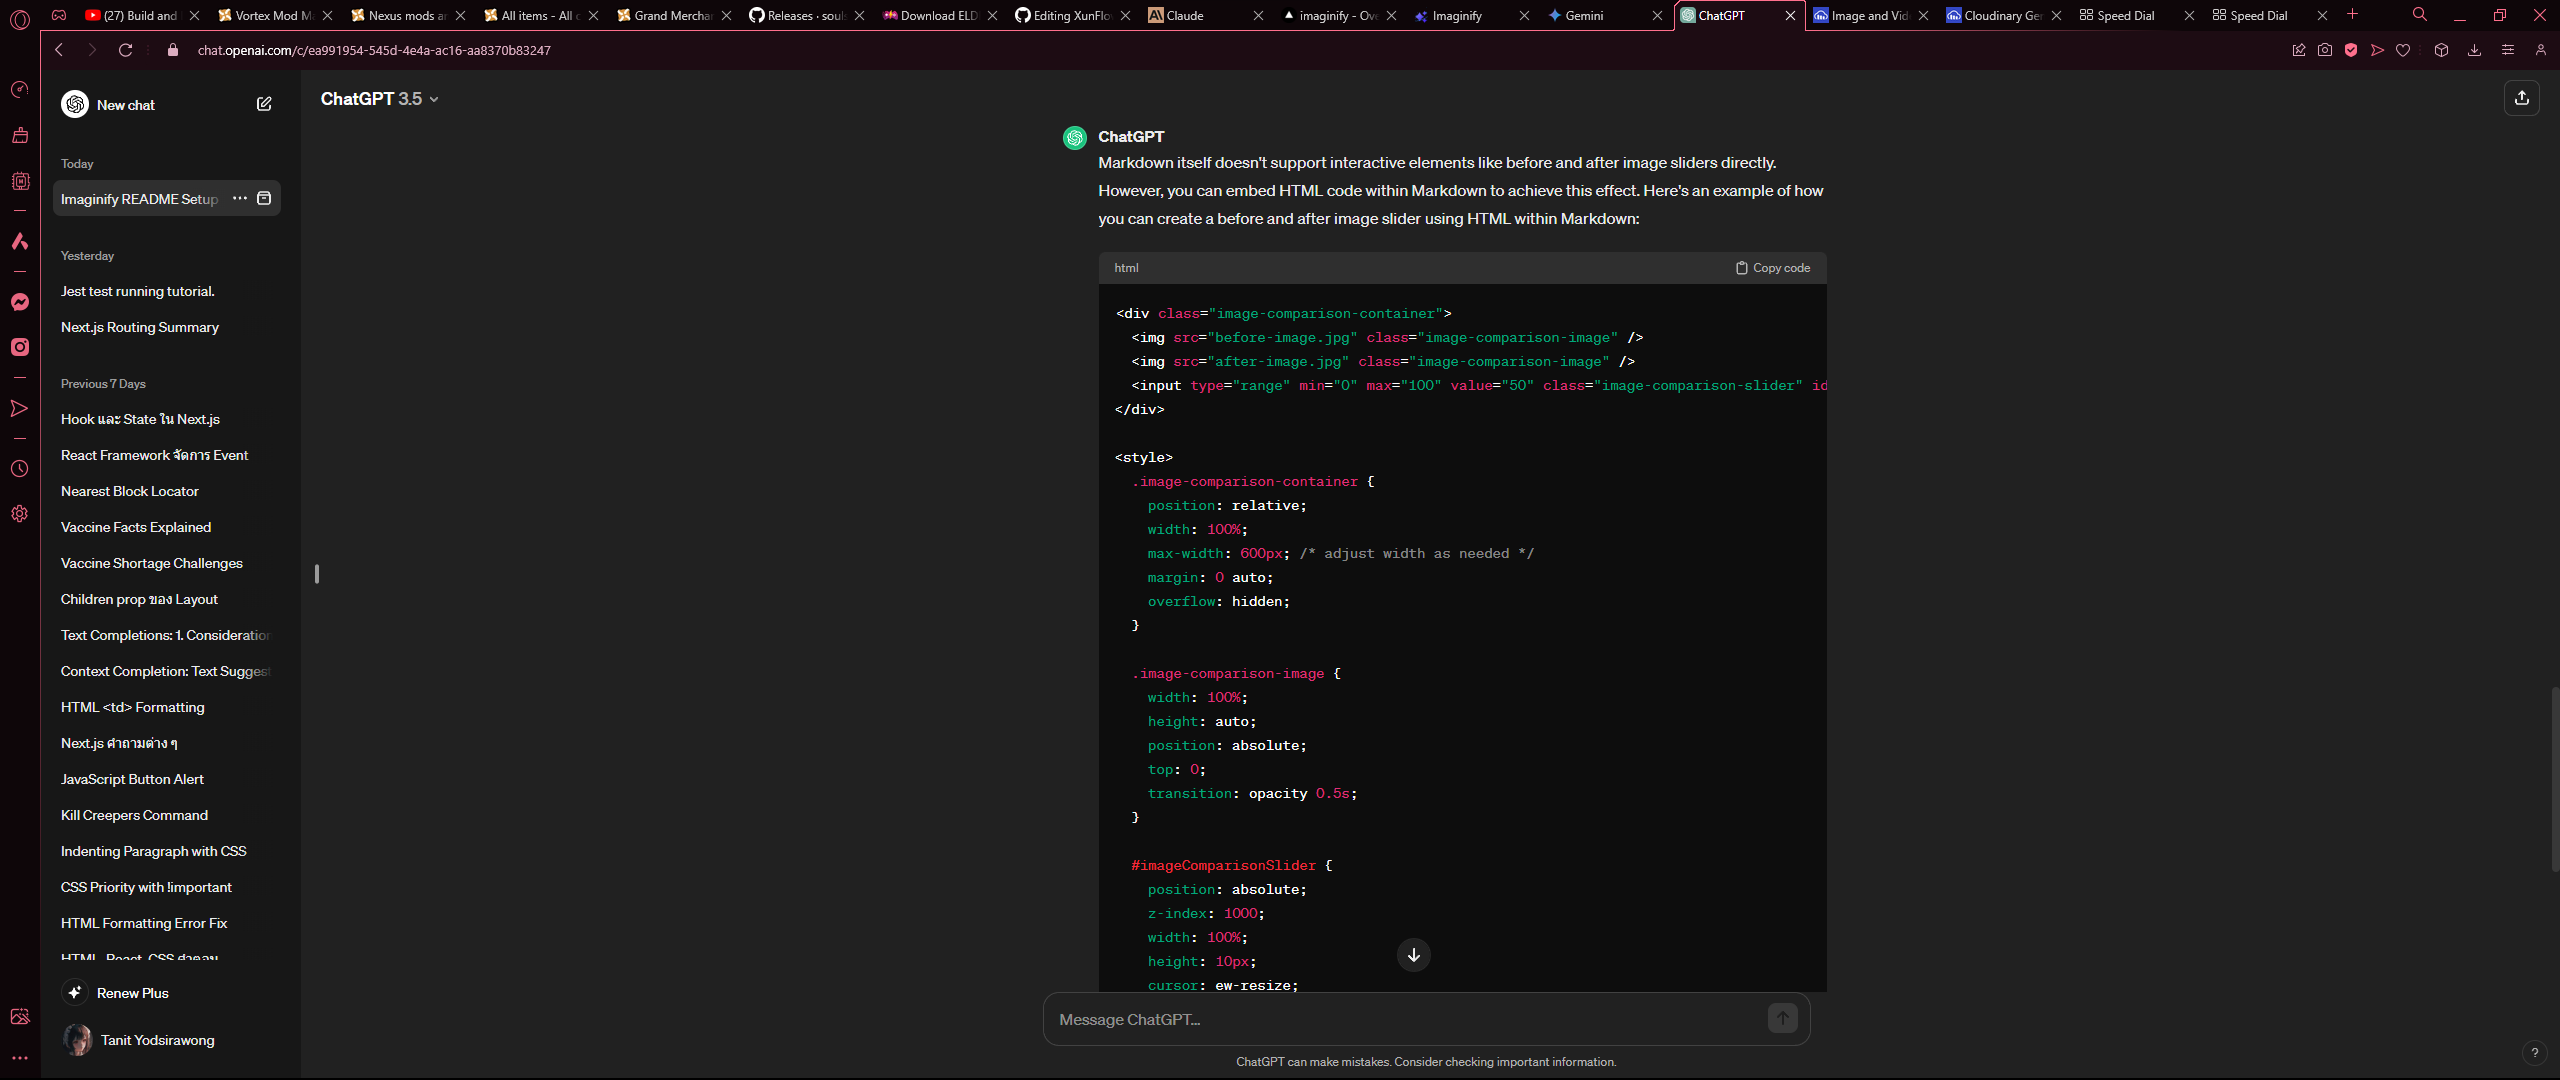 (27) Build and
Vortex Mod M
Nexus mods a
All items - All
Grand Mercha
Releases · souls
Download ELD
Editing XunFlo
Claude
imaginify - Ov
Imaginify
Gemini
ChatGPT
Image and Vid
Cloudinary Ge
Speed Dial
Speed Dial
chat.openai.com/c/ea991954-545d-4e4a-ac16-aa8370b83247
New chat
Today
Imaginify README Setup
Yesterday
Jest test running tutorial.
Next.js Routing Summary
Previous 7 Days
Hook และ State ใน Next.js
React Framework จัดการ Event
Nearest Block Locator
Vaccine Facts Explained
Vaccine Shortage Challenges
Children prop ของ Layout
Text Completions: 1. Consideration
Context Completion: Text Suggest
HTML <td> Formatting
Next.js คำถามต่าง ๆ
JavaScript Button Alert
Kill Creepers Command
Indenting Paragraph with CSS
CSS Priority with !important
HTML Formatting Error Fix
HTML, React, CSS
Renew Plus
Tanit Yodsirawong
ChatGPT 3.5
ChatGPT
Markdown itself doesn't support interactive elements like before and after image sliders directly.
However, you can embed HTML code within Markdown to achieve this effect. Here's an example of how
you can create a before and after image slider using HTML within Markdown:
html
Copy code
<div class="image-comparison-container">
<img src="before-image.jpg" class="image-comparison-image" />
<img src="after-image.jpg" class="image-comparison-image" />
<input type="range" min="0" max="100" value="50" class="image-comparison-slider" id
</div>
<style>
.image-comparison-container {
position: relative;
width: 100%;
max-width: 600px; /* adjust width as needed */
margin: 0 auto;
overflow: hidden;
}
.image-comparison-image {
width: 100%;
height: auto;
position: absolute;
top: 0;
transition: opacity 0.5s;
}
#imageComparisonSlider {
position: absolute;
z-index: 1000;
width: 100%;
height: 10px;
cursor: ew-resize;
Message ChatGPT...
ChatGPT can make mistakes. Consider checking important information.
?